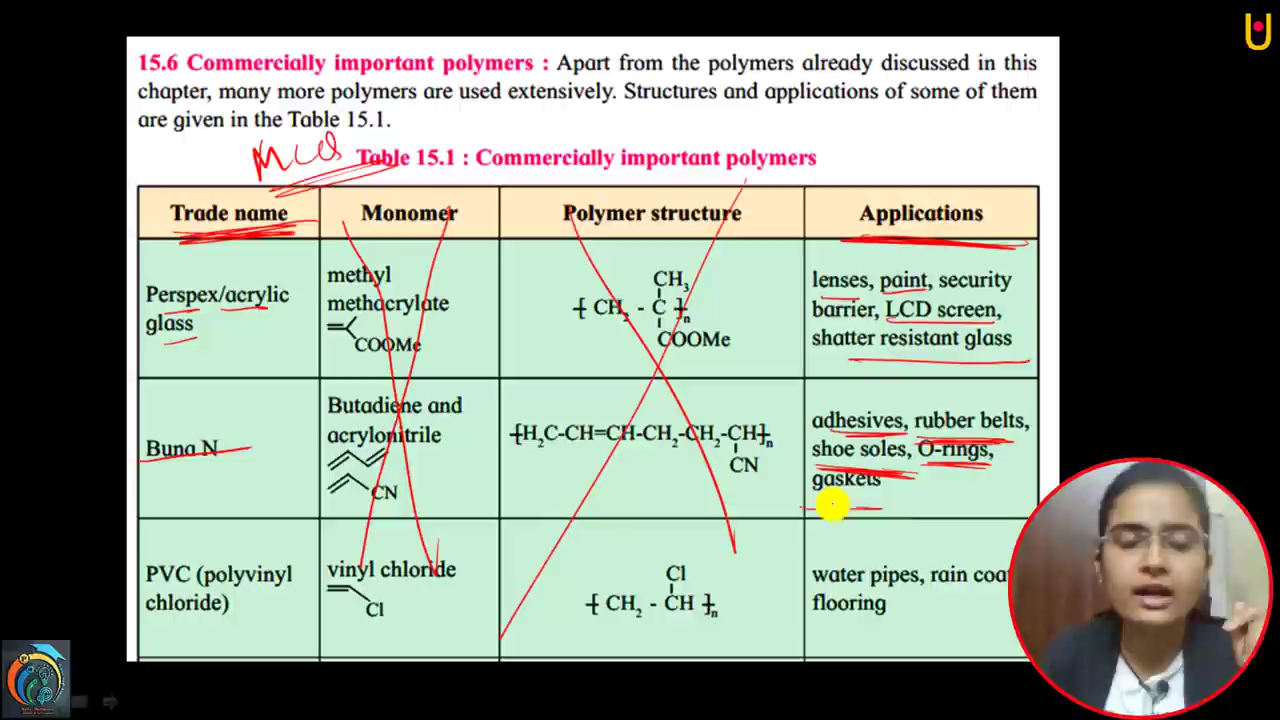 15.6 Commercially important polymers : Apart from the polymers already discussed in this
chapter, many more polymers are used extensively. Structures and applications of some of them
are given in the Table 15.1.
MCQ
Table 15.1 : Commercially important polymers
Trade name Monomer Polymer structure Applications
Perspex/acrylic
glass
methyl
methacrylate
COOMe
CH3
[ CH2 - C ]n
COOMe
lenses, paint, security
barrier, LCD screen,
shatter resistant glass
Buna N
Butadiene and
acrylonitrile
CN
[H2C-CH=CH-CH2-CH2-CH]n
CN
adhesives, rubber belts,
shoe soles, O-rings,
gaskets
PVC (polyvinyl
chloride)
vinyl chloride
Cl
Cl
[ CH2 - CH ]n
water pipes, rain
flooring